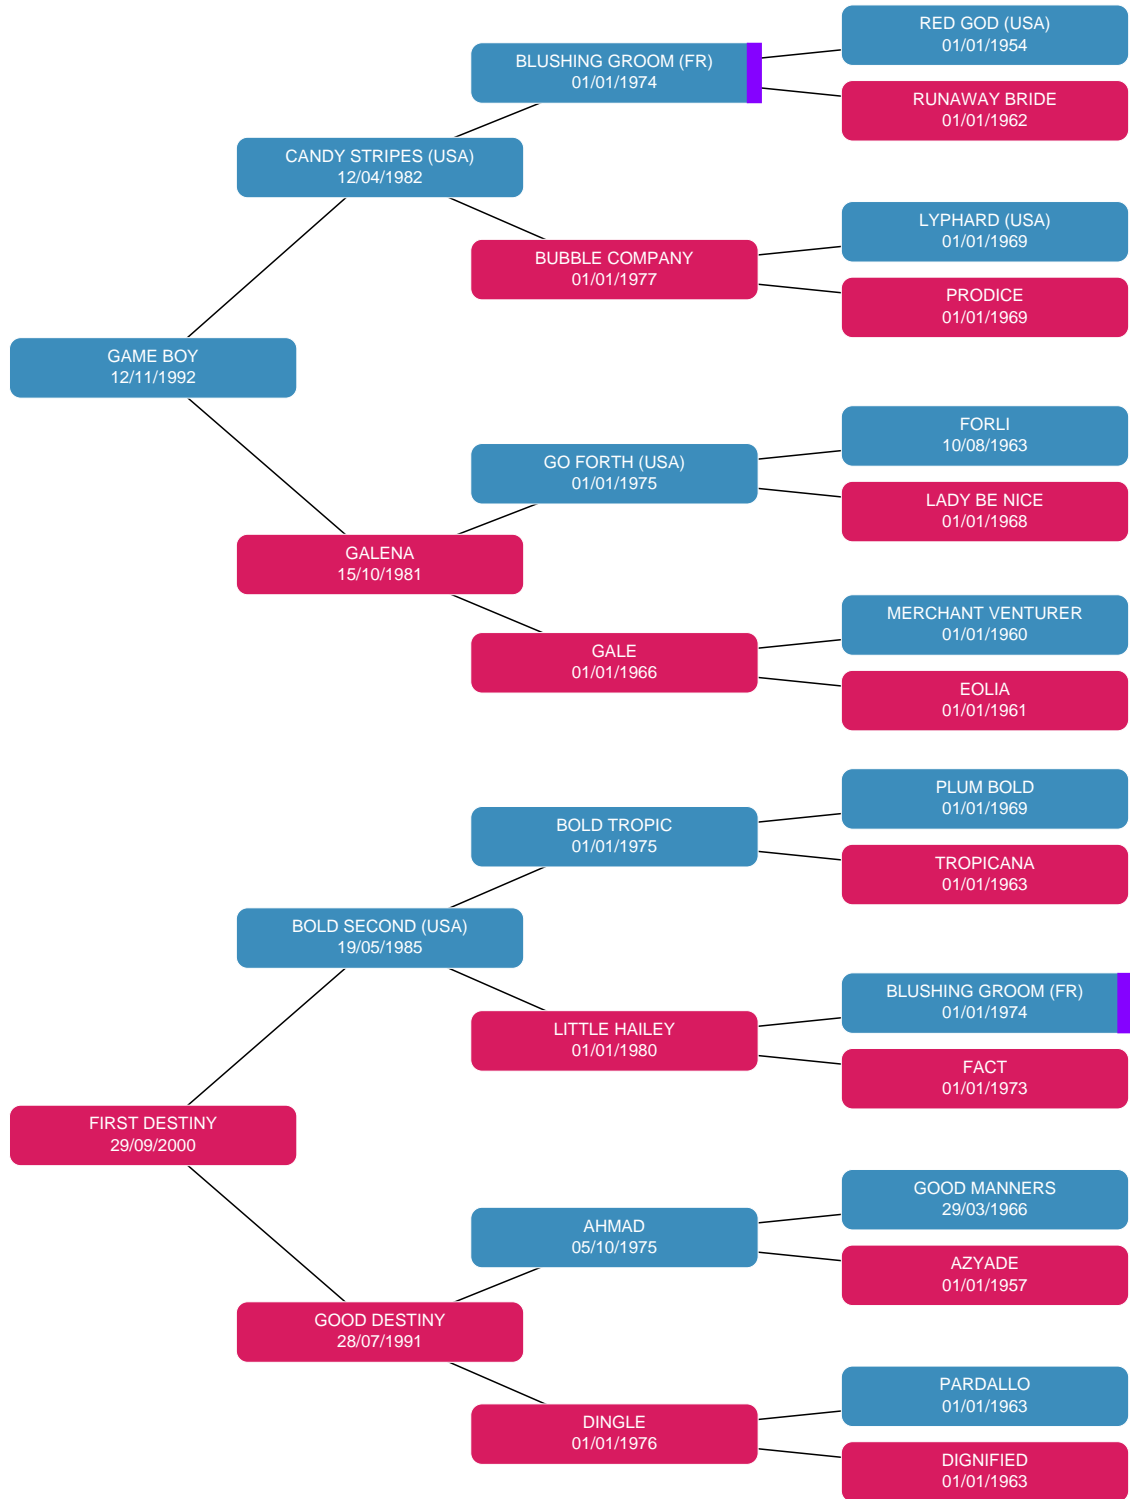 RED GOD (USA)
01/01/1954
BLUSHING GROOM (FR)
01/01/1974
RUNAWAY BRIDE
01/01/1962
CANDY STRIPES (USA)
12/04/1982
LYPHARD (USA)
01/01/1969
BUBBLE COMPANY
01/01/1977
PRODICE
01/01/1969
GAME BOY
12/11/1992
FORLI
10/08/1963
GO FORTH (USA)
01/01/1975
LADY BE NICE
01/01/1968
GALENA
15/10/1981
MERCHANT VENTURER
01/01/1960
GALE
01/01/1966
EOLIA
01/01/1961
PLUM BOLD
01/01/1969
BOLD TROPIC
01/01/1975
TROPICANA
01/01/1963
BOLD SECOND (USA)
19/05/1985
BLUSHING GROOM (FR)
01/01/1974
LITTLE HAILEY
01/01/1980
FACT
01/01/1973
FIRST DESTINY
29/09/2000
GOOD MANNERS
29/03/1966
AHMAD
05/10/1975
AZYADE
01/01/1957
GOOD DESTINY
28/07/1991
PARDALLO
01/01/1963
DINGLE
01/01/1976
DIGNIFIED
01/01/1963